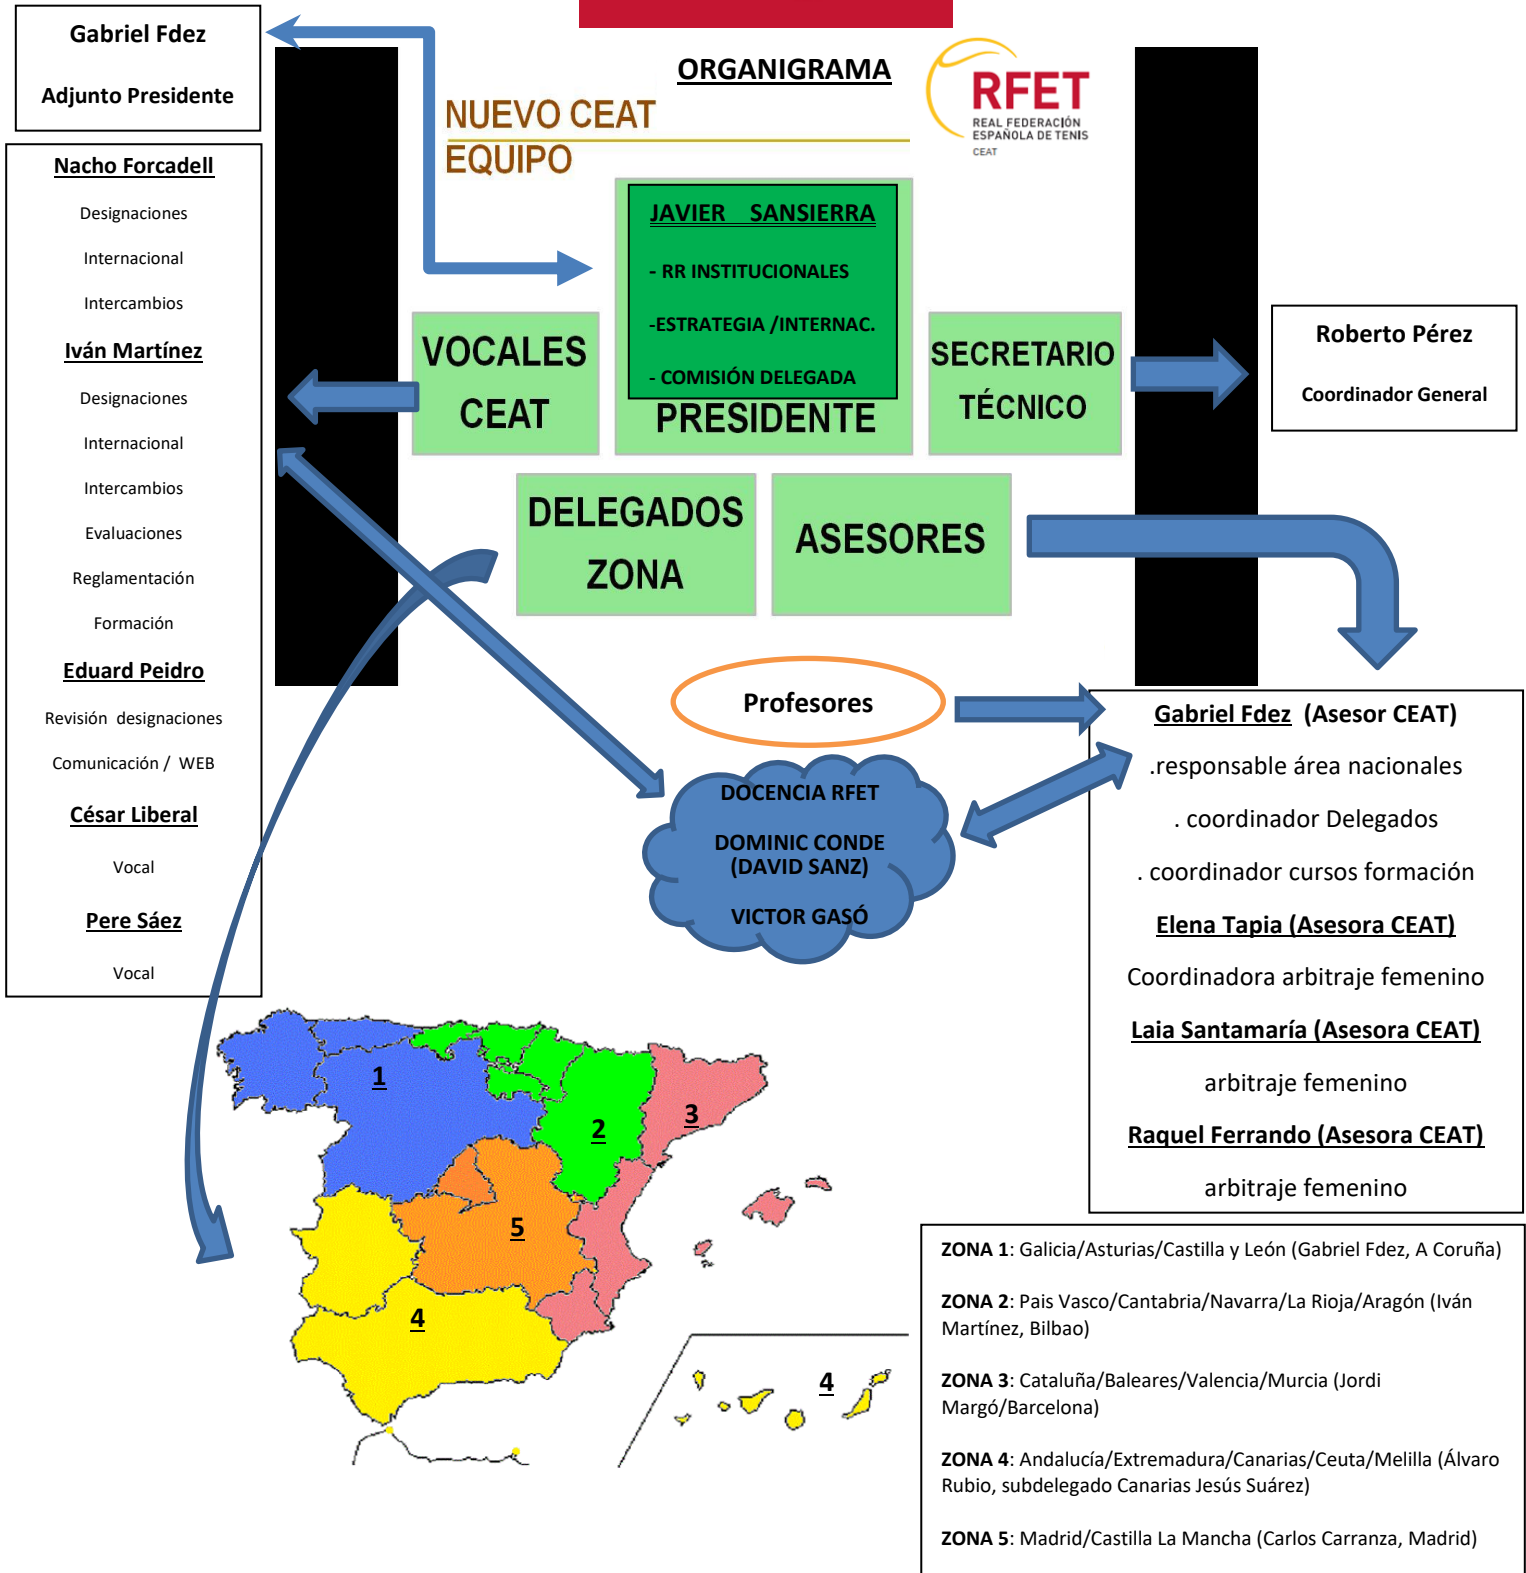 Gabriel Fdez
Adjunto Presidente
ORGANIGRAMA
NUEVO CEAT
EQUIPO
RFET
REAL FEDERACIÓN
ESPAÑOLA DE TENIS
CEAT
Nacho Forcadell
Designaciones
Internacional
Intercambios
Iván Martínez
Designaciones
Internacional
Intercambios
Evaluaciones
Reglamentación
Formación
Eduard Peidro
Revisión designaciones
Comunicación / WEB
César Liberal
Vocal
Pere Sáez
Vocal
JAVIER SANSIERRA
- RR INSTITUCIONALES
-ESTRATEGIA /INTERNAC.
- COMISIÓN DELEGADA
PRESIDENTE
VOCALES
CEAT
SECRETARIO
TÉCNICO
Roberto Pérez
Coordinador General
DELEGADOS
ZONA
ASESORES
Profesores
DOCENCIA RFET
DOMINIC CONDE
(DAVID SANZ)
VICTOR GASÓ
Gabriel Fdez (Asesor CEAT)
.responsable área nacionales
. coordinador Delegados
. coordinador cursos formación
Elena Tapia (Asesora CEAT)
Coordinadora arbitraje femenino
Laia Santamaría (Asesora CEAT)
arbitraje femenino
Raquel Ferrando (Asesora CEAT)
arbitraje femenino
1
2
3
5
4
4
ZONA 1: Galicia/Asturias/Castilla y León (Gabriel Fdez, A Coruña)
ZONA 2: Pais Vasco/Cantabria/Navarra/La Rioja/Aragón (Iván
Martínez, Bilbao)
ZONA 3: Cataluña/Baleares/Valencia/Murcia (Jordi
Margó/Barcelona)
ZONA 4: Andalucía/Extremadura/Canarias/Ceuta/Melilla (Álvaro
Rubio, subdelegado Canarias Jesús Suárez)
ZONA 5: Madrid/Castilla La Mancha (Carlos Carranza, Madrid)